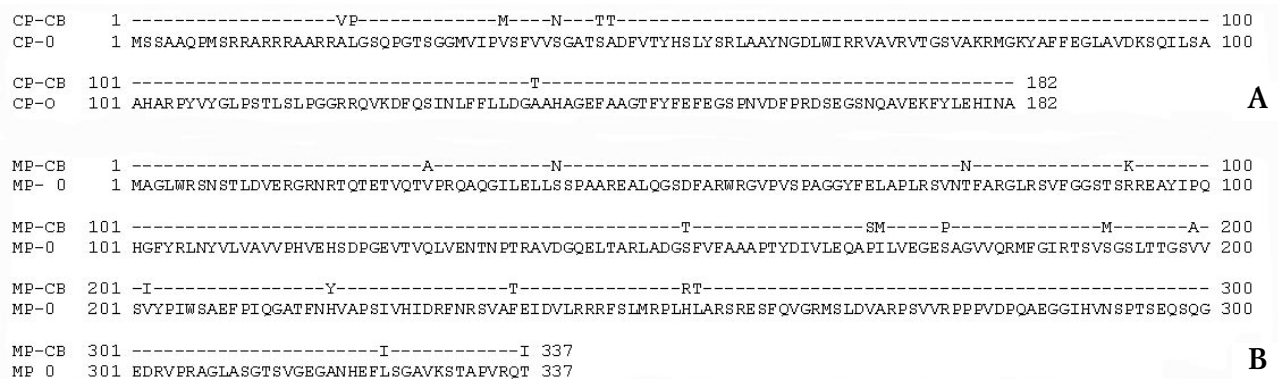 CP-CB 1 -------------------VP-------------M----N---TT------------------------------------------------------- 100
CP-0 1 MSSAAQPMSRRARRRAARRALGSQPGTSGGMVIPVSFVVSGATSADFVTYHSLYSRLAAYNGDLWIRRVAVRVTGSVAKRMGKYAFFEGLAVDKSQILSA 100
CP-CB 101 -------------------------------------T-------------------------------------------- 182
CP-O 101 AHARPYVYGLPSTLSLPGGRRQVKDFQSINLFFLLDGAAHAGEFAAGTFYFEFEGSPNVDFPRDSEGSNQAVEKFYLEHINA 182
A
MP-CB 1 ---------------------------A-----------N-------------------------------------N--------------K------- 100
MP- 0 1 MAGLWRSNSTLDVERGRNRTQTETVQTVPRQAQGILELLSSPAAREALQGSDFARWRGVPVSPAGGYFELAPLRSVNTFARGLRSVFGGSTSRREAYIPQ 100
MP-CB 101 ---------------------------------------------------T----------------SM-----P--------------M-------A- 200
MP-0 101 HGFYRLNYVLVAVVPHVEHSDPGEVTVQLVENTNPTRAVDGQELTARLADGSFVFAAAPTYDIVLEQAPILVEGESAGVVQRMFGIRTSVSGSLTTGSVV 200
MP-CB 201 -I----------------Y----------------T---------------RT----------------------------------------------- 300
MP-0 201 SVYPIWSAEFPIQGATFNHVAPSIVHIDRFNRSVAFEIDVLRRRFSLMRPLHLARSRESFQVGRMSLDVARPSVVRPPPVDPQAEGGIHVNSPTSEQSQG 300
MP-CB 301 -----------------------I------------I 337
MP 0 301 EDRVPRAGLASGTSVGEGANHEFLSGAVKSTAPVRQT 337
B